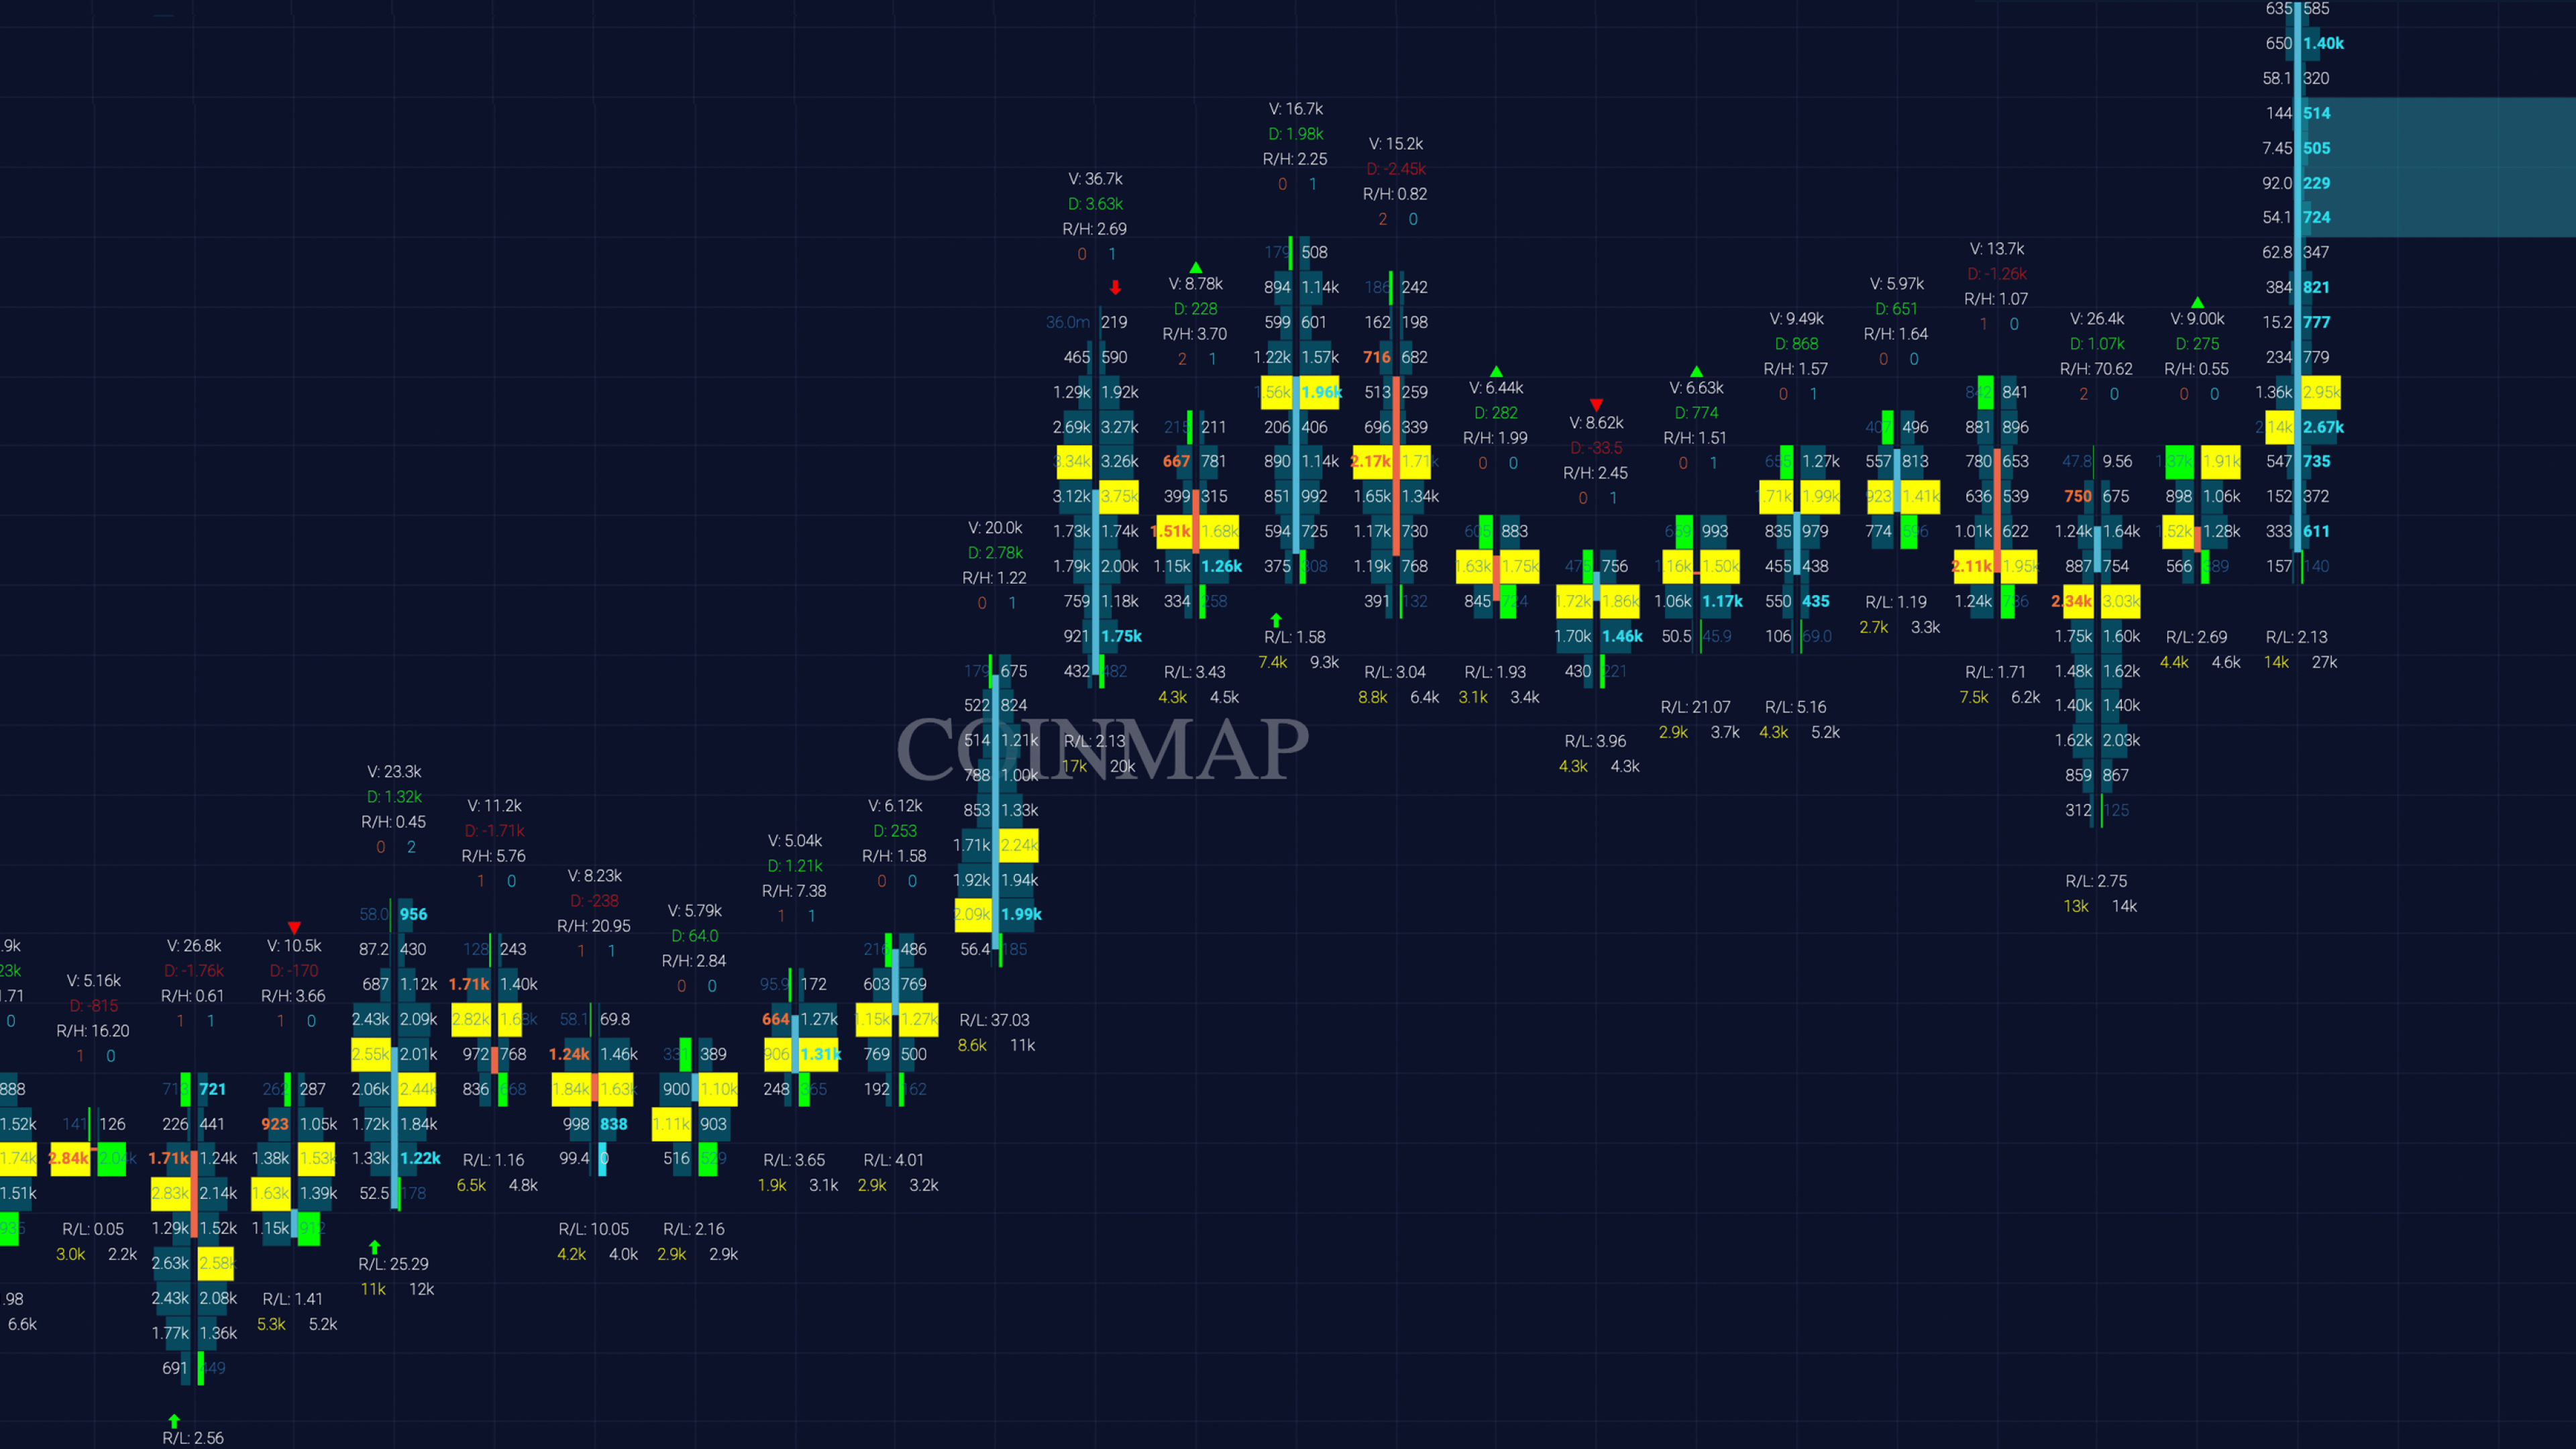 .9k
23k
1.71
0
888
1.52k
1.74k
1.51k
935
.98
6.6k
V: 5.16k
D: -815
R/H: 16.20
1 0
141 126
2.84k 2.04k
R/L: 0.05
3.0k 2.2k
V: 26.8k
D: -1.76k
R/H: 0.61
1 1
721
226 441
1.71k 1.24k
2.83k 2.14k
1.29k 1.52k
2.63k 2.58k
2.43k 2.08k
1.77k 1.36k
691 449
R/L: 2.56
V: 10.5k
D: -170
R/H: 3.66
1 0
262 287
923 1.05k
1.38k 1.53k
1.63k 1.39k
1.15k 912
R/L: 1.41
5.3k 5.2k
V: 23.3k
D: 1.32k
R/H: 0.45
0 2
58.0 956
87.2 430
687 1.12k
2.43k 2.09k
2.55k 2.01k
2.06k 2.44k
1.72k 1.84k
1.33k 1.22k
52.5 178
R/L: 25.29
11k 12k
V: 11.2k
D: -1.71k
R/H: 5.76
1 0
128 243
1.71k 1.40k
2.82k 1.68k
972 768
836 668
R/L: 1.16
6.5k 4.8k
V: 8.23k
D: -238
R/H: 20.95
1 1
58.1 69.8
1.24k 1.46k
1.84k 1.63k
998 838
99.4 0
R/L: 10.05
4.2k 4.0k
V: 5.79k
D: 64.0
R/H: 2.84
0 0
389
900 1.10k
1.11k 903
516 529
R/L: 2.16
2.9k 2.9k
V: 5.04k
D: 1.21k
R/H: 7.38
1 1
95.9 172
664 1.27k
906 1.31k
248 365
R/L: 3.65
1.9k 3.1k
V: 6.12k
D: 253
R/H: 1.58
0 0
216 486
603 769
1.15k 1.27k
769 500
192 162
R/L: 4.01
2.9k 3.2k
V: 20.0k
D: 2.78k
R/H: 1.22
0 1
179 675
522 824
514 1.21k
788 1.00k
853 1.33k
1.71k 2.24k
1.92k 1.94k
2.09k 1.99k
56.4 185
R/L: 37.03
8.6k 11k
COINMAP
V: 36.7k
D: 3.63k
R/H: 2.69
0 1
36.0m 219
465 590
1.29k 1.92k
2.69k 3.27k
3.34k 3.26k
3.12k 3.75k
1.73k 1.74k
1.79k 2.00k
759 1.18k
921 1.75k
432 482
R/L: 2.13
17k 20k
V: 8.78k
D: 228
R/H: 3.70
2 1
215 211
667 781
399 315
1.51k 1.68k
1.15k 1.26k
334 258
R/L: 3.43
4.3k 4.5k
V: 16.7k
D: 1.98k
R/H: 2.25
0 1
179 508
894 1.14k
599 601
1.22k 1.57k
1.56k 1.96k
206 406
890 1.14k
851 992
594 725
375 308
R/L: 1.58
7.4k 9.3k
V: 15.2k
D: -2.45k
R/H: 0.82
2 0
186 242
162 198
716 682
513 259
696 339
2.17k 1.71k
1.65k 1.34k
1.17k 730
1.19k 768
391 132
R/L: 3.04
8.8k 6.4k
V: 6.44k
D: 282
R/H: 1.99
0 0
605 883
1.63k 1.75k
845 724
R/L: 1.93
3.1k 3.4k
V: 8.62k
D: -33.5
R/H: 2.45
0 1
475 756
1.72k 1.86k
1.70k 1.46k
430 221
R/L: 3.96
4.3k 4.3k
V: 6.63k
D: 774
R/H: 1.51
0 1
659 993
1.16k 1.50k
1.06k 1.17k
50.5 45.9
R/L: 21.07
2.9k 3.7k
V: 9.49k
D: 868
R/H: 1.57
0 1
655 1.27k
1.71k 1.99k
835 979
455 438
550 435
106 69.0
R/L: 5.16
4.3k 5.2k
V: 5.97k
D: 651
R/H: 1.64
0 0
407 496
557 813
923 1.41k
774 596
R/L: 1.19
2.7k 3.3k
V: 13.7k
D: -1.26k
R/H: 1.07
1 0
842 841
881 896
780 653
636 539
1.01k 622
2.11k 1.95k
1.24k 736
R/L: 1.71
7.5k 6.2k
V: 26.4k
D: 1.07k
R/H: 70.62
2 0
47.8 9.56
750 675
1.24k 1.64k
887 754
2.34k 3.03k
1.75k 1.60k
1.48k 1.62k
1.40k 1.40k
1.62k 2.03k
859 867
312 125
R/L: 2.75
13k 14k
V: 9.00k
D: 275
R/H: 0.55
0 0
1.37k 1.91k
898 1.06k
1.52k 1.28k
566 389
R/L: 2.69
4.4k 4.6k
635 585
650 1.40k
58.1 320
144 514
7.45 505
92.0 229
54.1 724
62.8 347
384 821
15.2 777
234 779
1.36k 2.95k
2.14k 2.67k
547 735
152 372
333 611
157 140
R/L: 2.13
14k 27k